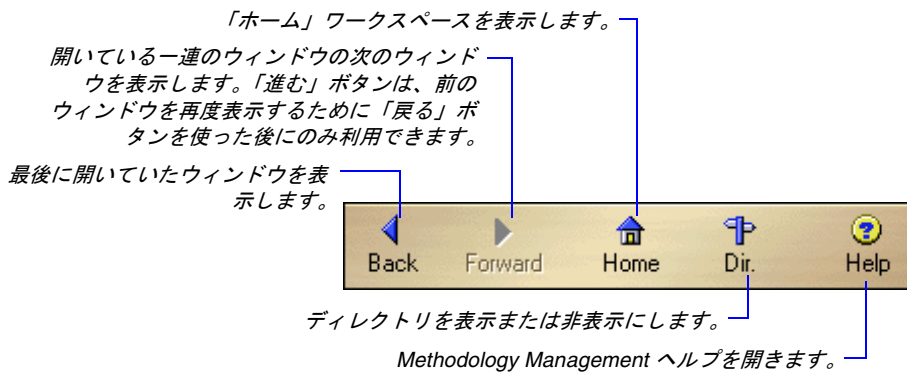 「ホーム」ワークスペースを表示します。
開いている一連のウィンドウの次のウィンド
ウを表示します。「進む」ボタンは、前の
ウィンドウを再度表示するために「戻る」ボ
タンを使った後にのみ利用できます。
最後に開いていたウィンドウを表
示します。
Back
Forward
Home
Dir.
Help
ディレクトリを表示または非表示にします。
Methodology Management ヘルプを開きます。